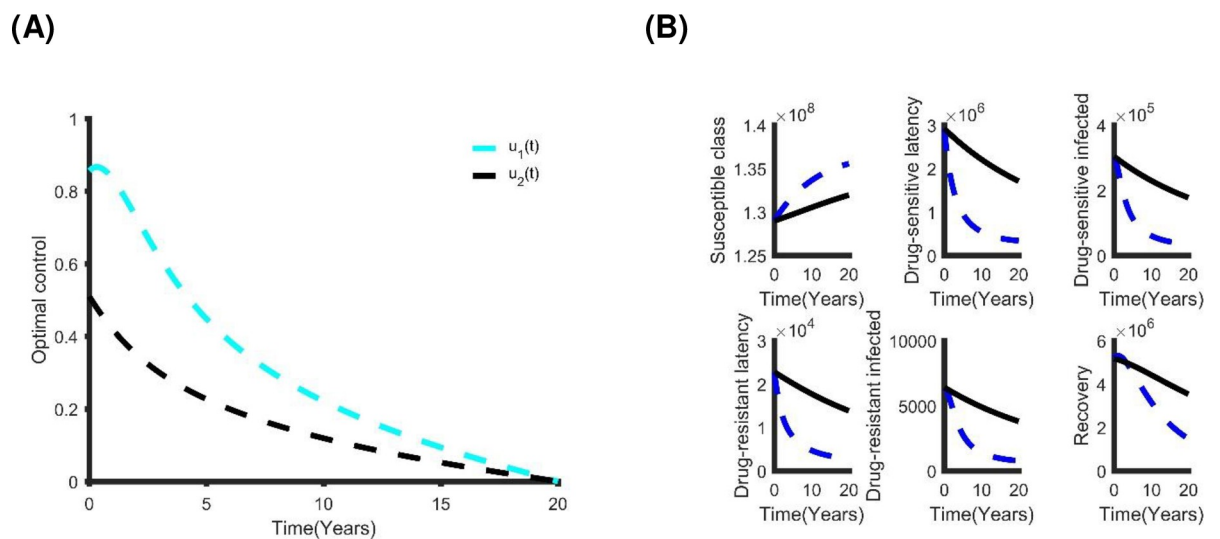 (A)
Optimal control
1
0.8
0.6
0.4
0.2
0
0 5 10 15 20
Time(Years)
u_1(t)
u_2(t)
(B)
Susceptible class
×10^8
1.4
1.35
1.3
1.25
0 10 20
Time(Years)
Drug-sensitive latency
×10^6
3
2
1
0
0 10 20
Time(Years)
Drug-sensitive infected
×10^5
4
2
0
0 10 20
Time(Years)
Drug-resistant latency
×10^4
3
2
1
0
0 10 20
Time(Years)
Drug-resistant infected
10000
5000
0
0 10 20
Time(Years)
Recovery
×10^6
6
4
2
0
0 10 20
Time(Years)